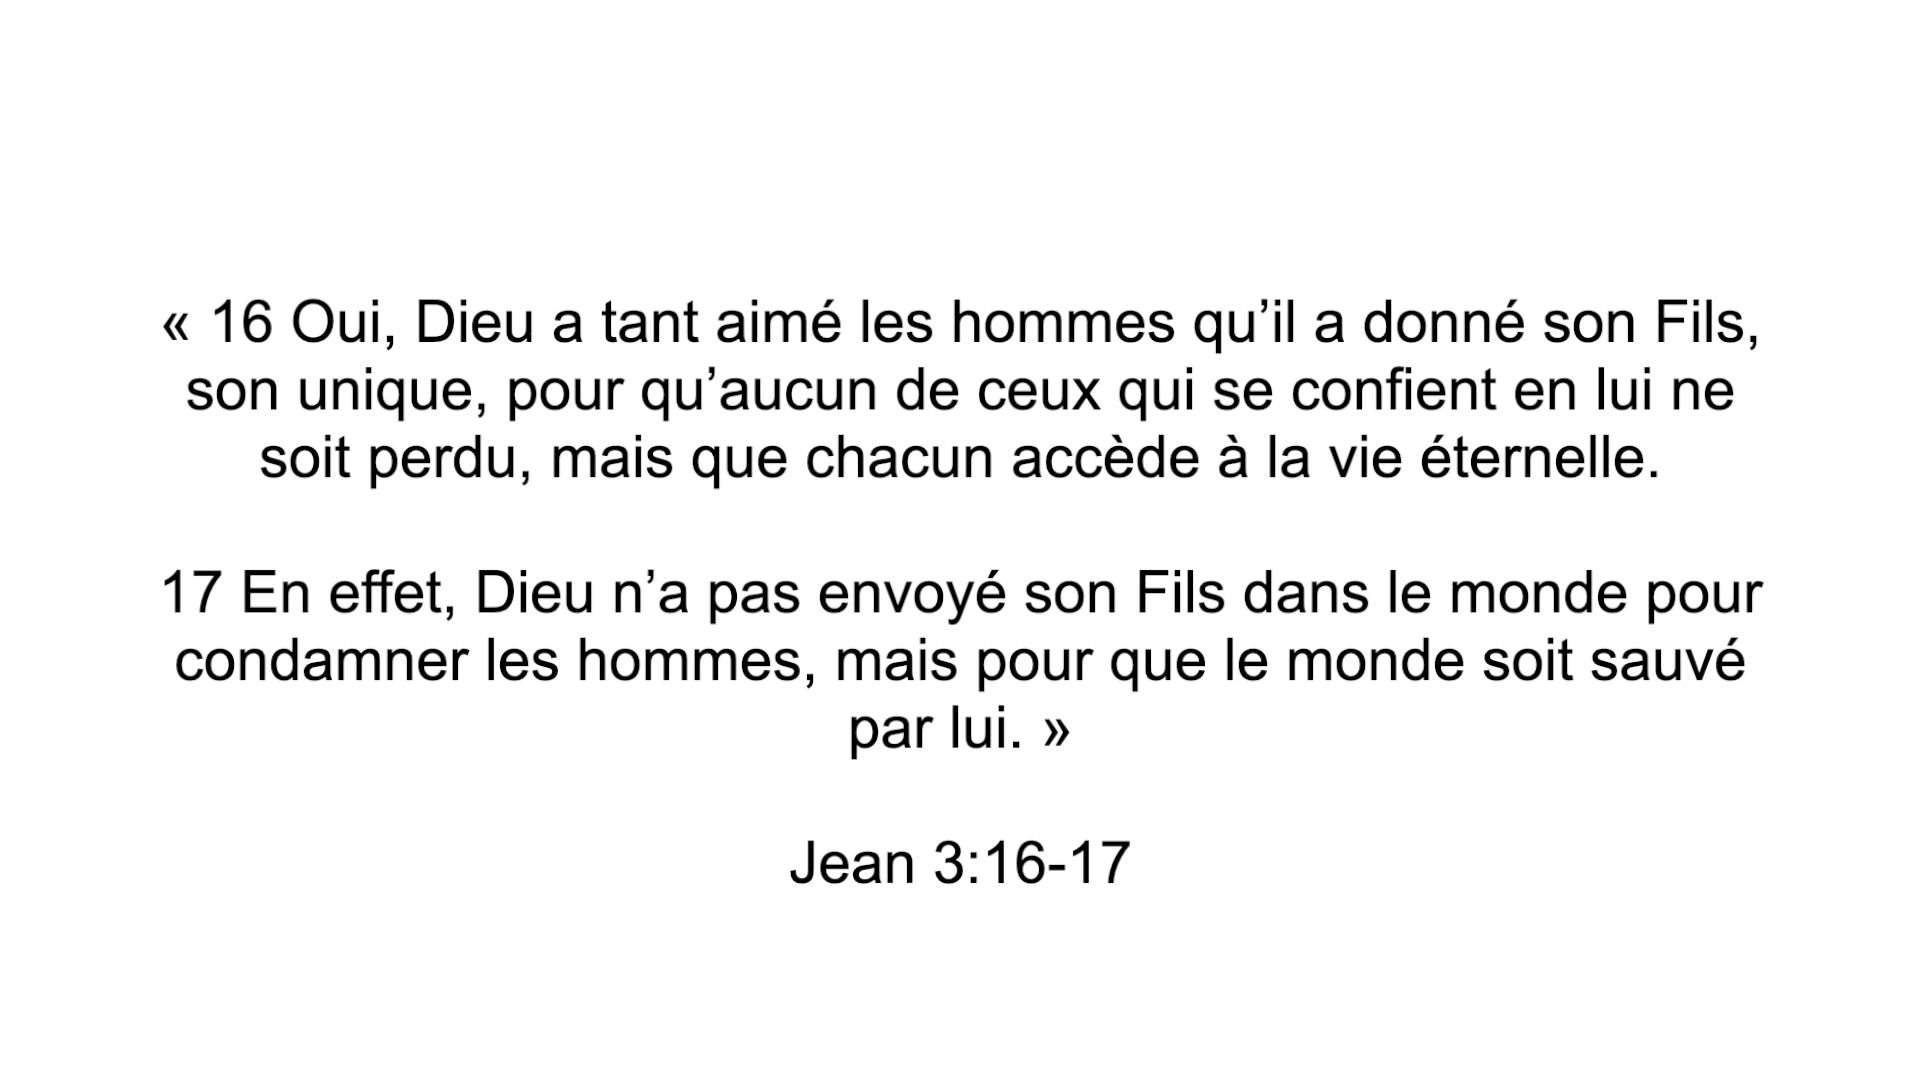 « 16 Oui, Dieu a tant aimé les hommes qu’il a donné son Fils,
son unique, pour qu’aucun de ceux qui se confient en lui ne
soit perdu, mais que chacun accède à la vie éternelle.
17 En effet, Dieu n’a pas envoyé son Fils dans le monde pour
condamner les hommes, mais pour que le monde soit sauvé
par lui. »
Jean 3:16-17